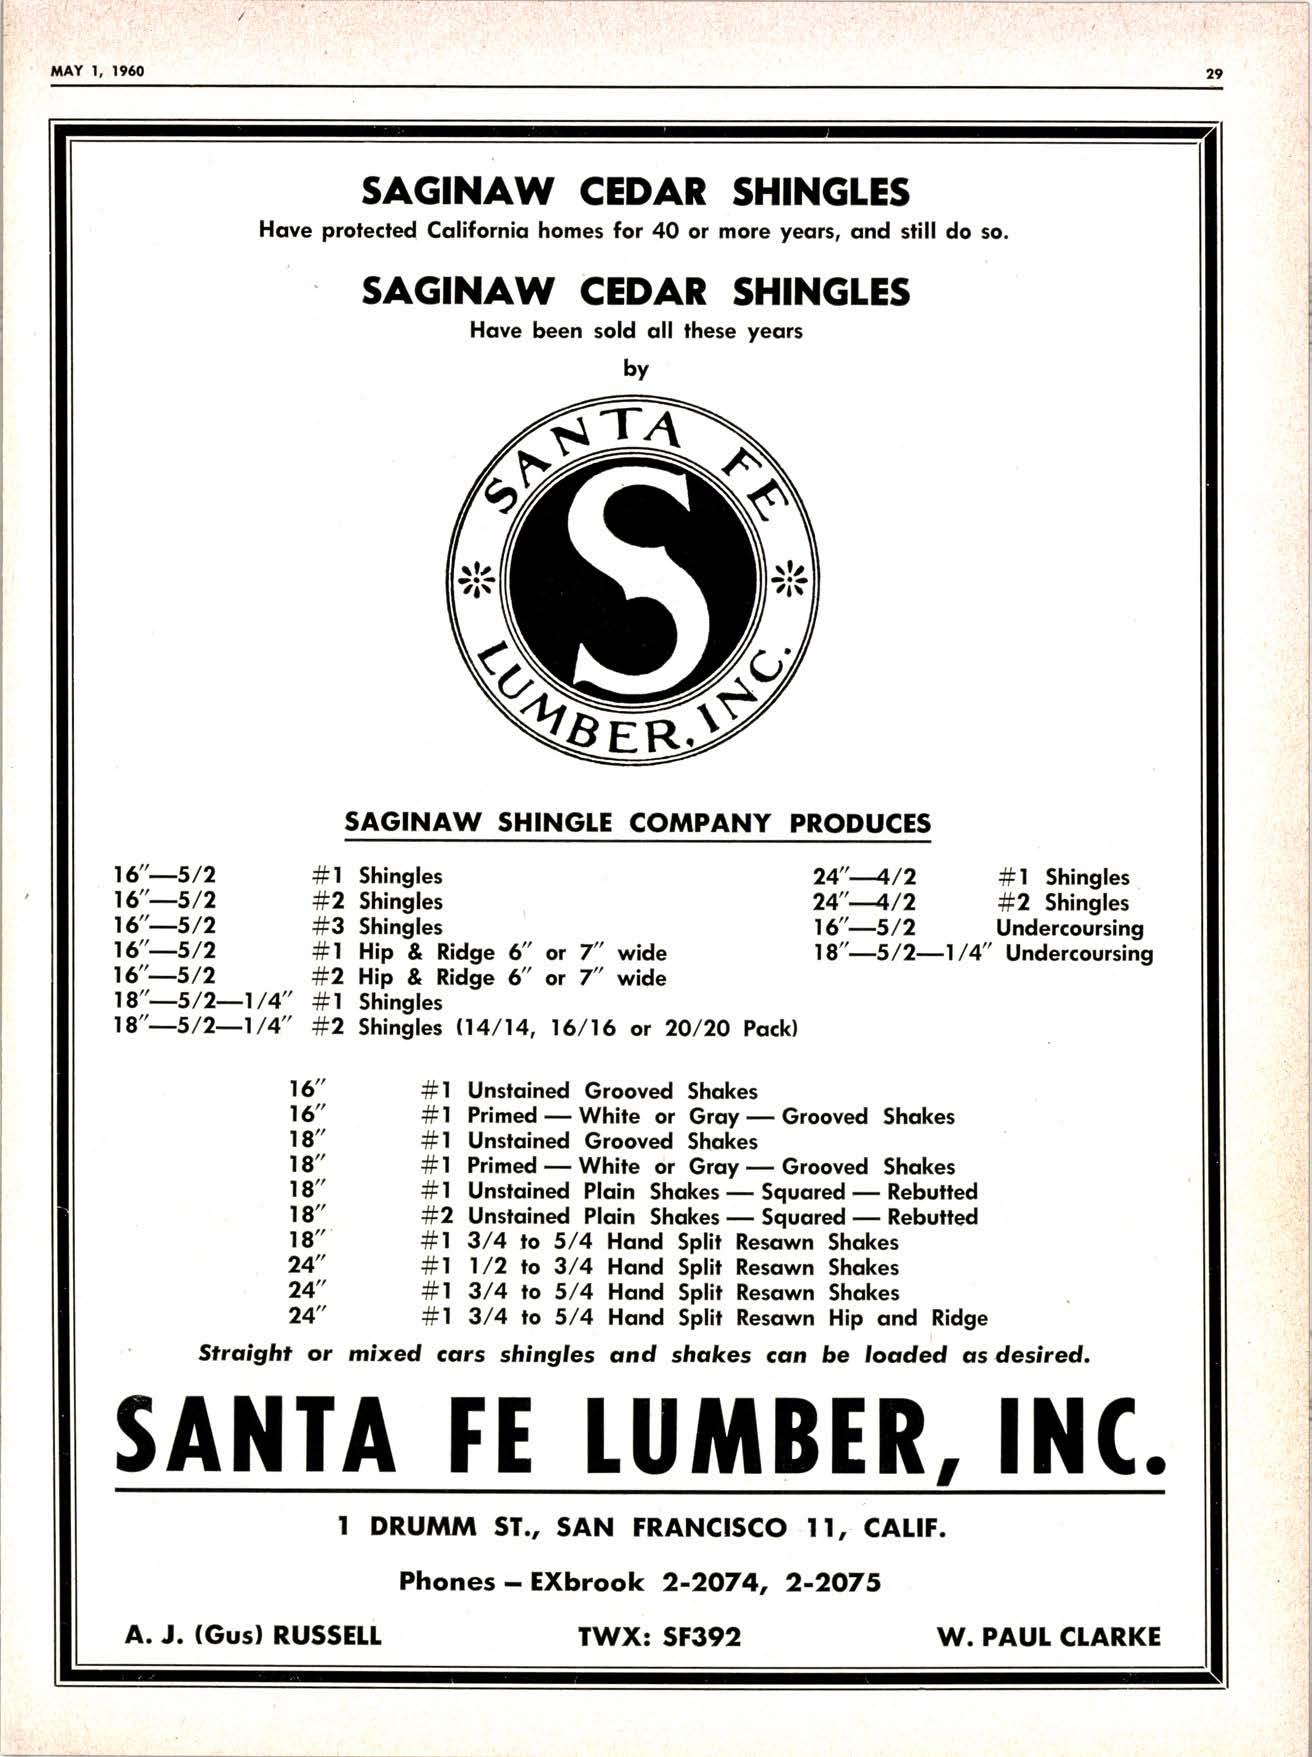 MAY 1, 1960
29
SAGINAW CEDAR SHINGLES
Have protected California homes for 40 or more years, and still do so.
SAGINAW CEDAR SHINGLES
Have been sold all these years
by
SANTA FE
S
LUMBER, INC.
SAGINAW SHINGLE COMPANY PRODUCES
16″—5/2 #1 Shingles
16″—5/2 #2 Shingles
16″—5/2 #3 Shingles
16″—5/2 #1 Hip & Ridge 6″ or 7″ wide
16″—5/2 #2 Hip & Ridge 6″ or 7″ wide
18″—5/2—1/4″ #1 Shingles
18″—5/2—1/4″ #2 Shingles (14/14, 16/16 or 20/20 Pack)
24″—4/2 #1 Shingles
24″—4/2 #2 Shingles
16″—5/2 Undercoursing
18″—5/2—1/4″ Undercoursing
16″ #1 Unstained Grooved Shakes
16″ #1 Primed — White or Gray — Grooved Shakes
18″ #1 Unstained Grooved Shakes
18″ #1 Primed — White or Gray — Grooved Shakes
18″ #1 Unstained Plain Shakes — Squared — Rebutted
18″ #2 Unstained Plain Shakes — Squared — Rebutted
18″ #1 3/4 to 5/4 Hand Split Resawn Shakes
24″ #1 1/2 to 3/4 Hand Split Resawn Shakes
24″ #1 3/4 to 5/4 Hand Split Resawn Shakes
24″ #1 3/4 to 5/4 Hand Split Resawn Hip and Ridge
Straight or mixed cars shingles and shakes can be loaded as desired.
SANTA FE LUMBER, INC.
1 DRUMM ST., SAN FRANCISCO 11, CALIF.
Phones – EXbrook 2-2074, 2-2075
A. J. (Gus) RUSSELL TWX: SF392 W. PAUL CLARKE